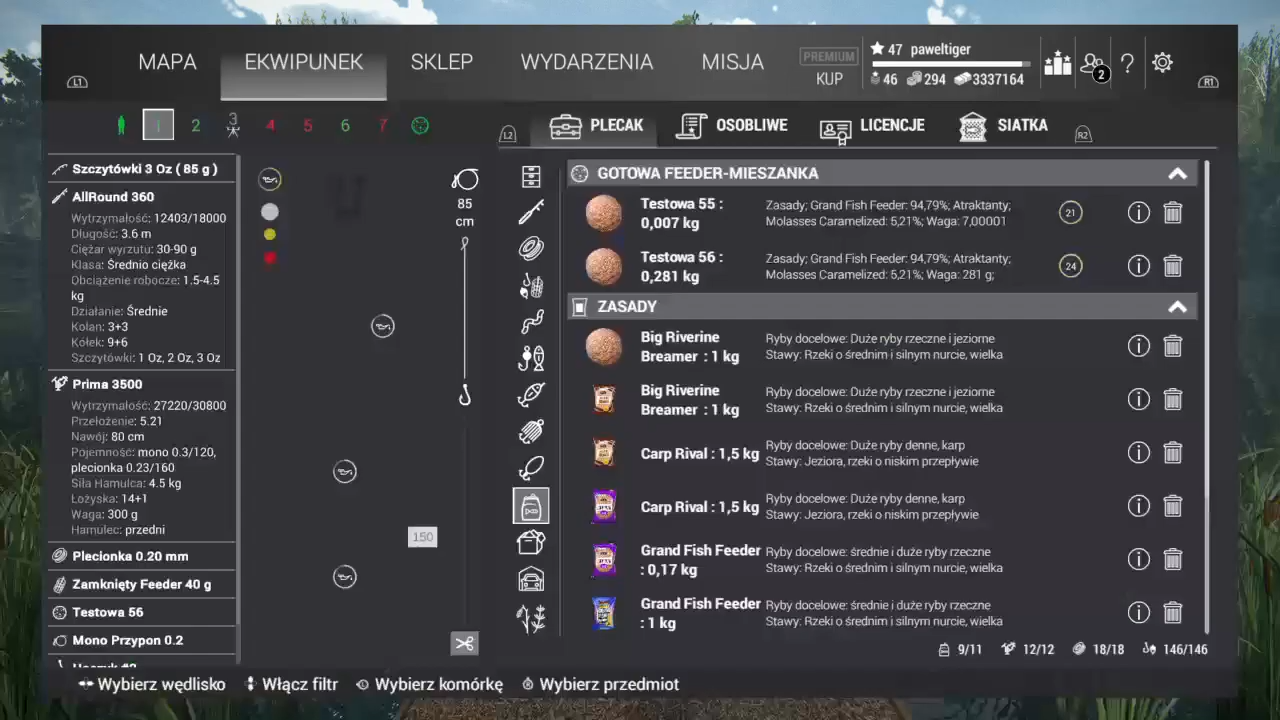 MAPA
EKWIPUNEK
SKLEP
WYDARZENIA
MISJA
PREMIUM
KUP
47 paweltiger
46 294 3337164
2
?
L1
R1
1 2 3 4 5 6 7
L2
PLECAK
OSOBLIWE
LICENCJE
SIATKA
R2
Szczytówki 3 Oz ( 85 g )
AllRound 360
Wytrzymałość: 12403/18000
Długość: 3.6 m
Ciężar wyrzutu: 30-90 g
Klasa: Średnio ciężka
Obciążenie robocze: 1.5-4.5
kg
Działanie: Średnie
Kolan: 3+3
Kółek: 9+6
Szczytówki: 1 Oz, 2 Oz, 3 Oz
Prima 3500
Wytrzymałość: 27220/30800
Przełożenie: 5.21
Nawój: 80 cm
Pojemność: mono 0.3/120,
plecionka 0.23/160
Siła Hamulca: 4.5 kg
Łożyska: 14+1
Waga: 300 g
Hamulec: przedni
Plecionka 0.20 mm
Zamknięty Feeder 40 g
Testowa 56
Mono Przypon 0.2
85
cm
150
GOTOWA FEEDER-MIESZANKA
Testowa 55 :
0,007 kg
Zasady; Grand Fish Feeder: 94,79%; Atraktanty;
Molasses Caramelized: 5,21%; Waga: 7,00001
21
Testowa 56 :
0,281 kg
Zasady; Grand Fish Feeder: 94,79%; Atraktanty;
Molasses Caramelized: 5,21%; Waga: 281 g;
24
ZASADY
Big Riverine
Breamer : 1 kg
Ryby docelowe: Duże ryby rzeczne i jeziorne
Stawy: Rzeki o średnim i silnym nurcie, wielka
Big Riverine
Breamer : 1 kg
Ryby docelowe: Duże ryby rzeczne i jeziorne
Stawy: Rzeki o średnim i silnym nurcie, wielka
Carp Rival : 1,5 kg
Ryby docelowe: Duże ryby denne, karp
Stawy: Jeziora, rzeki o niskim przepływie
Carp Rival : 1,5 kg
Ryby docelowe: Duże ryby denne, karp
Stawy: Jeziora, rzeki o niskim przepływie
Grand Fish Feeder
: 0,17 kg
Ryby docelowe: średnie i duże ryby rzeczne
Stawy: Rzeki o średnim i silnym nurcie, wielka
Grand Fish Feeder
: 1 kg
Ryby docelowe: średnie i duże ryby rzeczne
Stawy: Rzeki o średnim i silnym nurcie, wielka
9/11 12/12 18/18 146/146
Wybierz wędlisko
Włącz filtr
Wybierz komórkę
Wybierz przedmiot